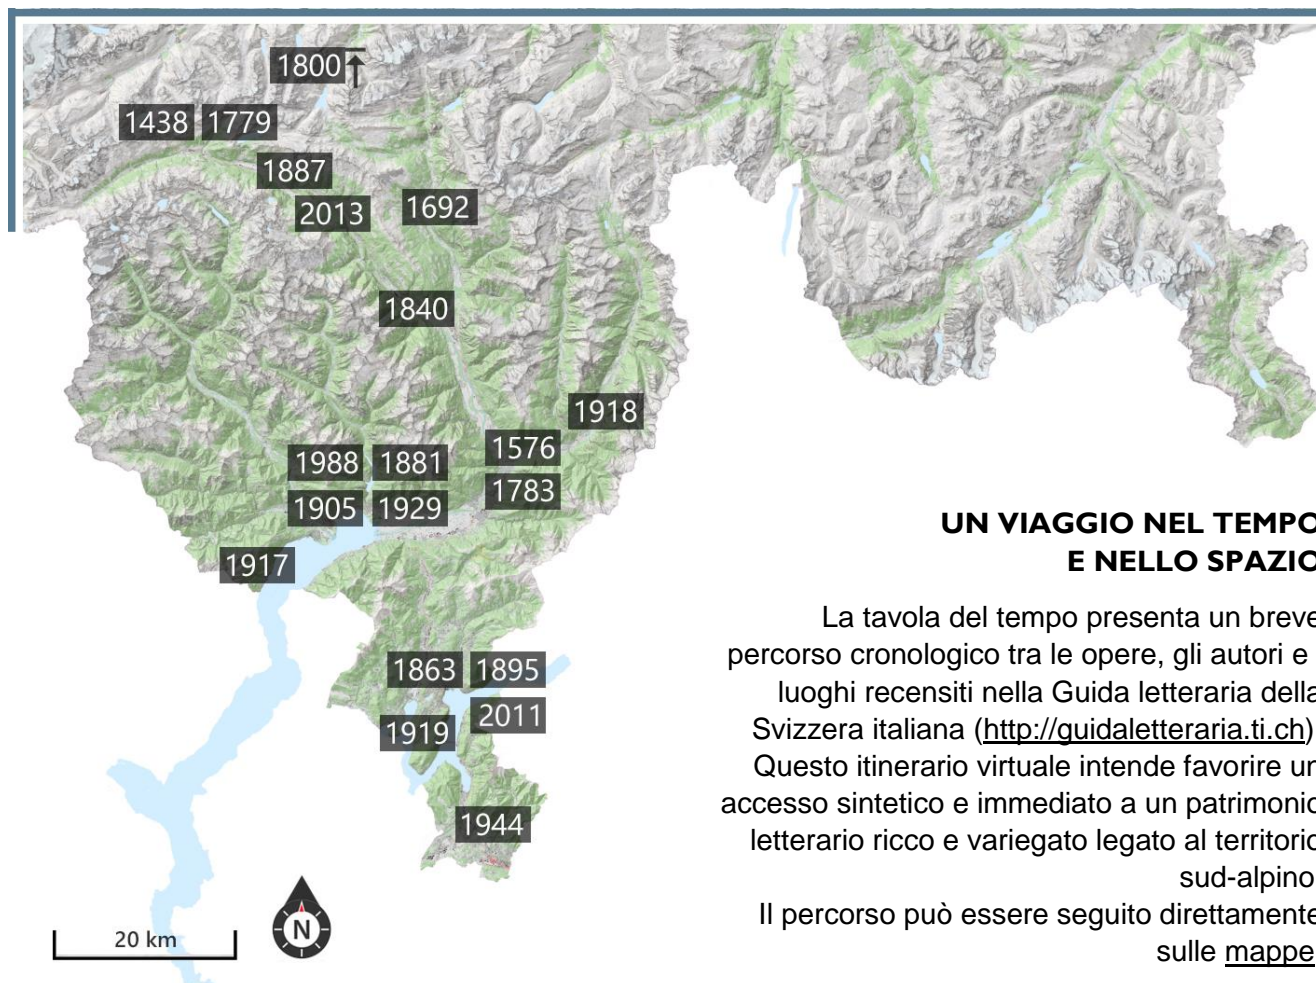 1800
1438 1779
1887
2013
1692
1840
1918
1988 1881
1576
1905 1929
1783
1917
1863 1895
1919
2011
1944
N
20 km
UN VIAGGIO NEL TEMPO
E NELLO SPAZIO
La tavola del tempo presenta un breve
percorso cronologico tra le opere, gli autori e
luoghi recensiti nella Guida letteraria della
Svizzera italiana (http://guidaletteraria.ti.ch)
Questo itinerario virtuale intende favorire un
accesso sintetico e immediato a un patrimonio
letterario ricco e variegato legato al territorio
sud-alpino
Il percorso può essere seguito direttamente
sulle mappe